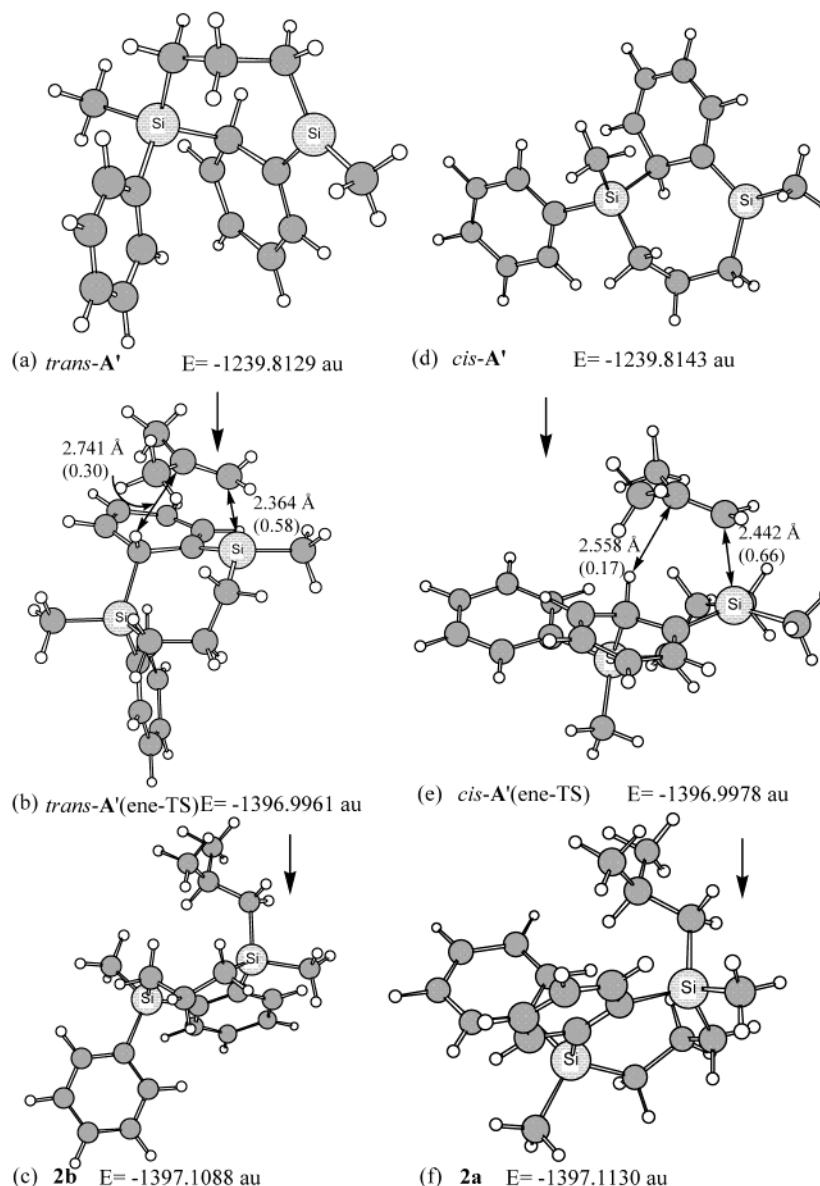 Si
Si
Si
Si
(a) trans-A' E= -1239.8129 au
(d) cis-A' E= -1239.8143 au
2.741 Å
(0.30)
2.364 Å
(0.58)
Si
Si
2.558 Å
(0.17)
2.442 Å
(0.66)
Si
(b) trans-A'(ene-TS)E= -1396.9961 au
(e) cis-A'(ene-TS) E= -1396.9978 au
Si
Si
Si
Si
(c) 2b E= -1397.1088 au
(f) 2a E= -1397.1130 au